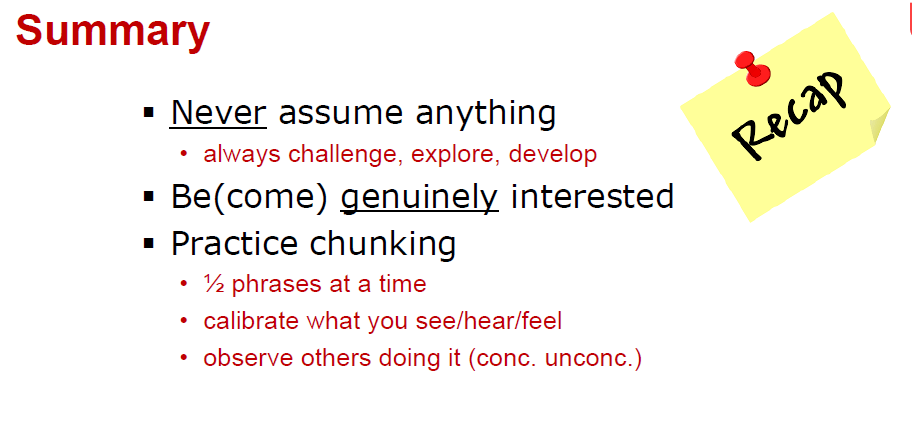 Summary
Recap
▪ Never assume anything
• always challenge, explore, develop
▪ Be(come) genuinely interested
▪ Practice chunking
• ½ phrases at a time
• calibrate what you see/hear/feel
• observe others doing it (conc. unconc.)